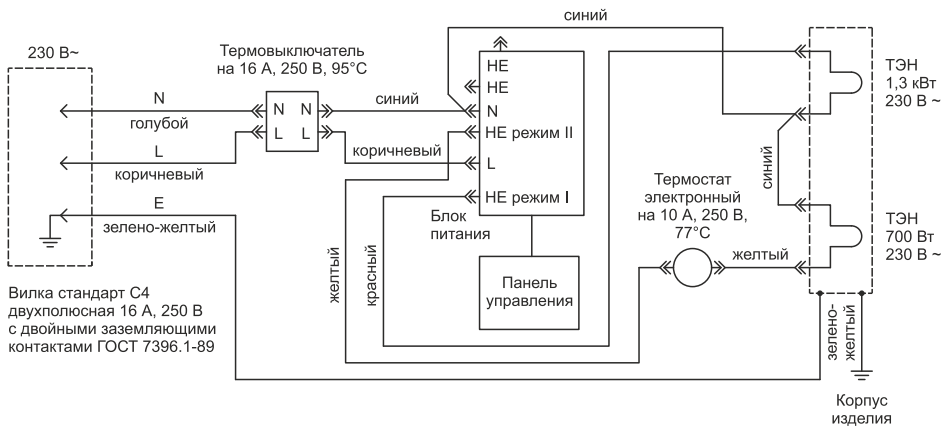 синий
230 В~
Термовыключатель
на 16 А, 250 В, 95°С
НЕ
НЕ
N
НЕ режим II
L
НЕ режим I
N
голубой
L
коричневый
E
зелено-желтый
N N
L L
синий
коричневый
Блок
питания
Панель
управления
желтый
красный
Термостат
электронный
на 10 А, 250 В,
77°С
желтый
синий
ТЭН
1,3 кВт
230 В ~
ТЭН
700 Вт
230 В ~
зелено-
желтый
Корпус
изделия
Вилка стандарт С4
двухполюсная 16 А, 250 В
с двойными заземляющими
контактами ГОСТ 7396.1-89